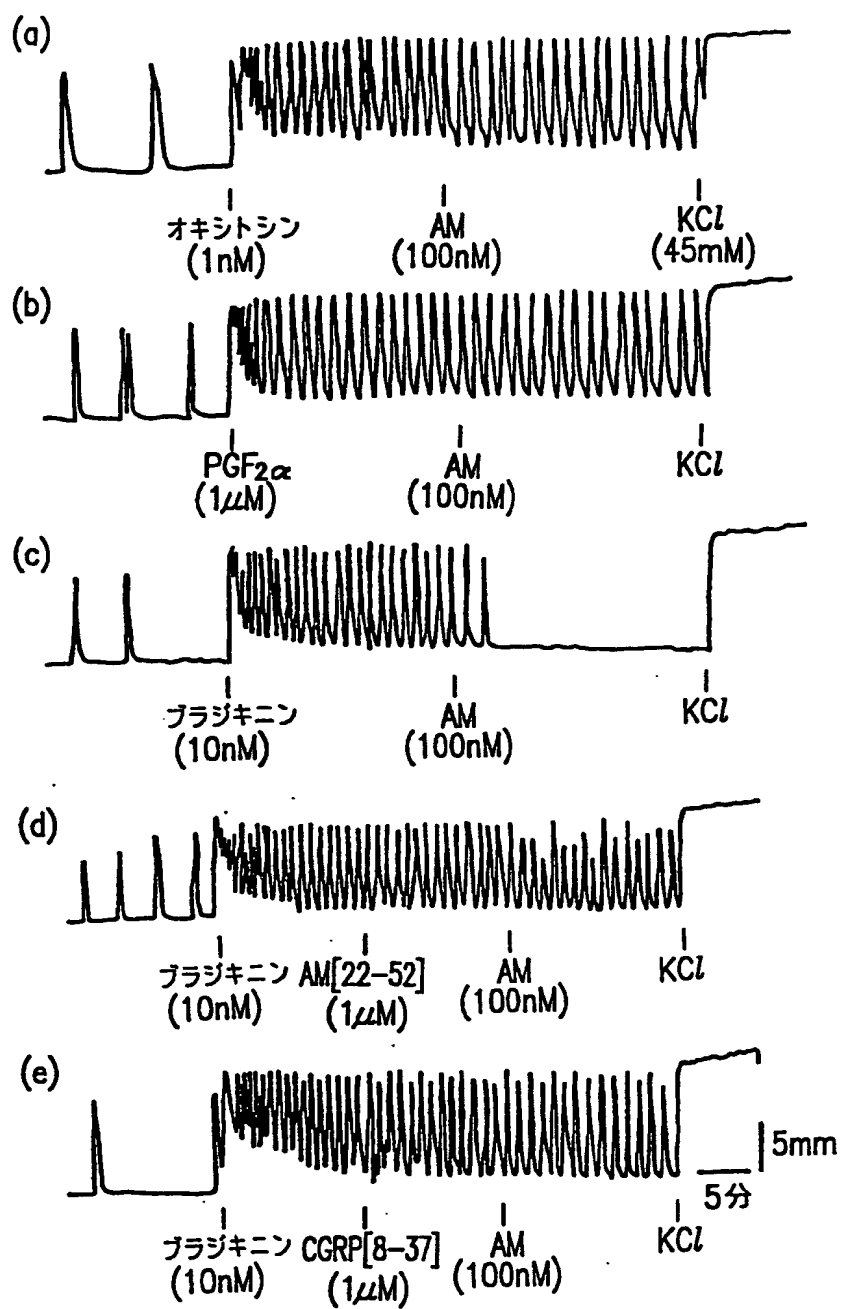 (a)
オキシトシン AM KCl
(1nM) (100nM) (45mM)
(b)
PGF2α AM KCl
(1μM) (100nM)
(c)
ブラジキニン AM KCl
(10nM) (100nM)
(d)
ブラジキニン AM[22-52] AM KCl
(10nM) (1μM) (100nM)
(e)
5mm
5分
ブラジキニン CGRP[8-37] AM KCl
(10nM) (1μM) (100nM)